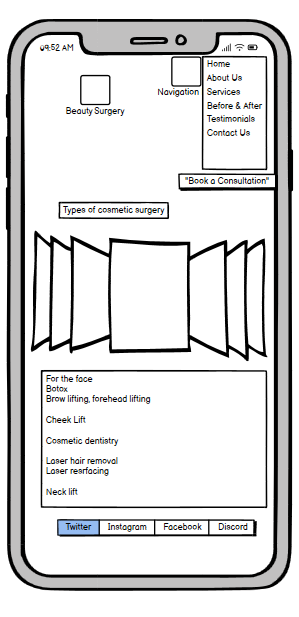 09:52 AM
Home
About Us
Services
Before & After
Testimonials
Contact Us
Navigation
Beauty Surgery
"Book a Consultation"
Types of cosmetic surgery
For the face
Botox
Brow lifting, forehead lifting
Cheek Lift
Cosmetic dentistry
Laser hair removal
Laser resrfacing
Neck lift
Twitter
Instagram
Facebook
Discord